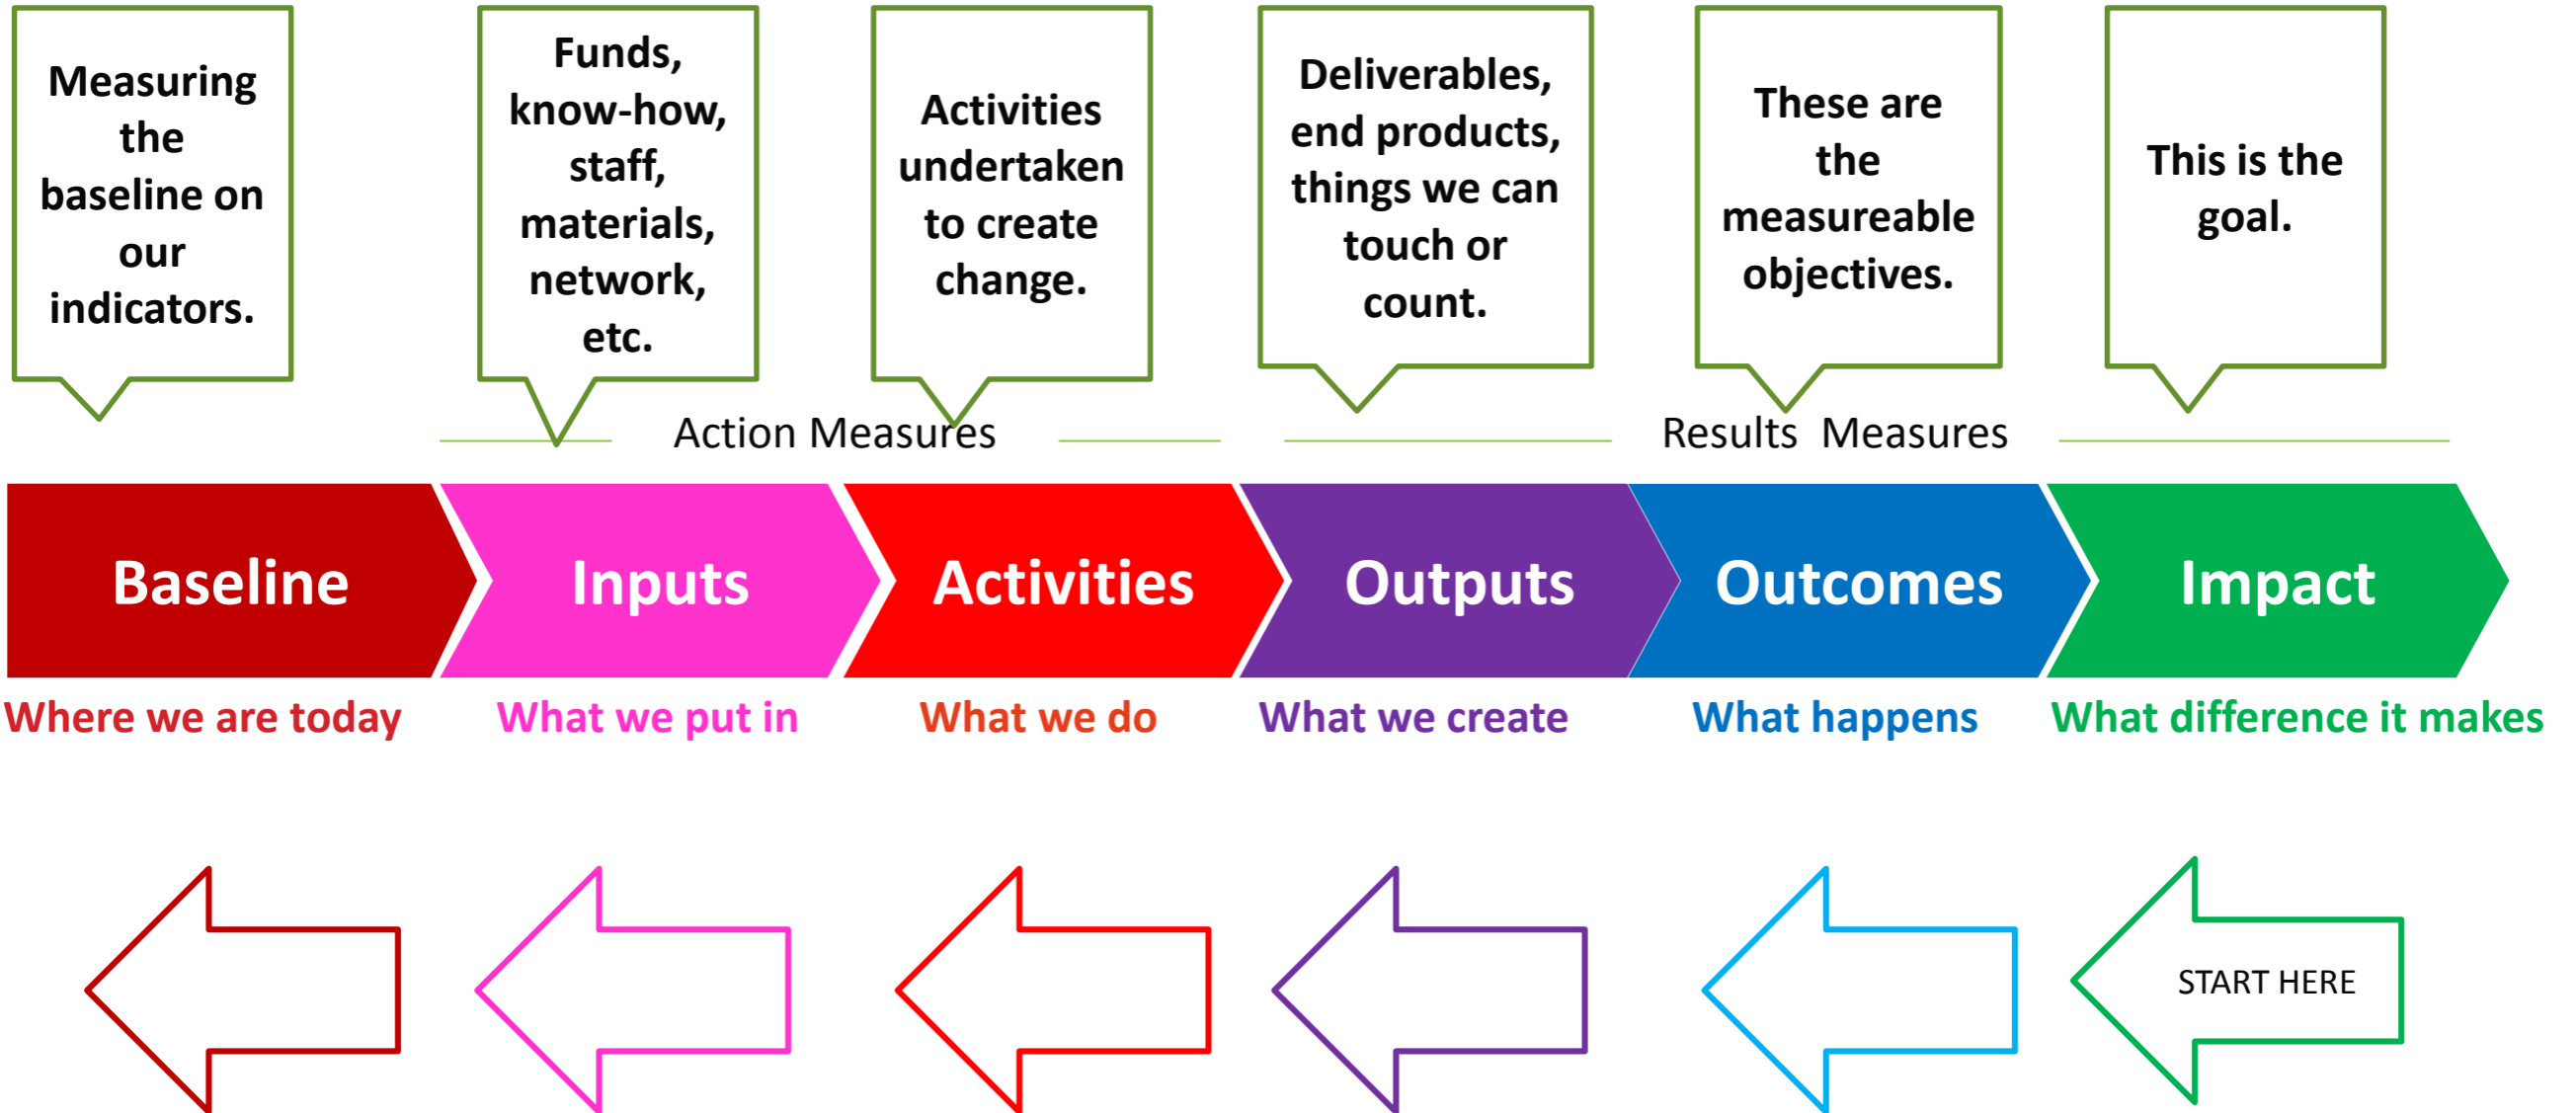 Measuring
the
baseline on
our
indicators.
Funds,
know-how,
staff,
materials,
network,
etc.
Activities
undertaken
to create
change.
Deliverables,
end products,
things we can
touch or
count.
These are
the
measureable
objectives.
This is the
goal.
Action Measures
Results Measures
Baseline
Inputs
Activities
Outputs
Outcomes
Impact
Where we are today
What we put in
What we do
What we create
What happens
What difference it makes
START HERE